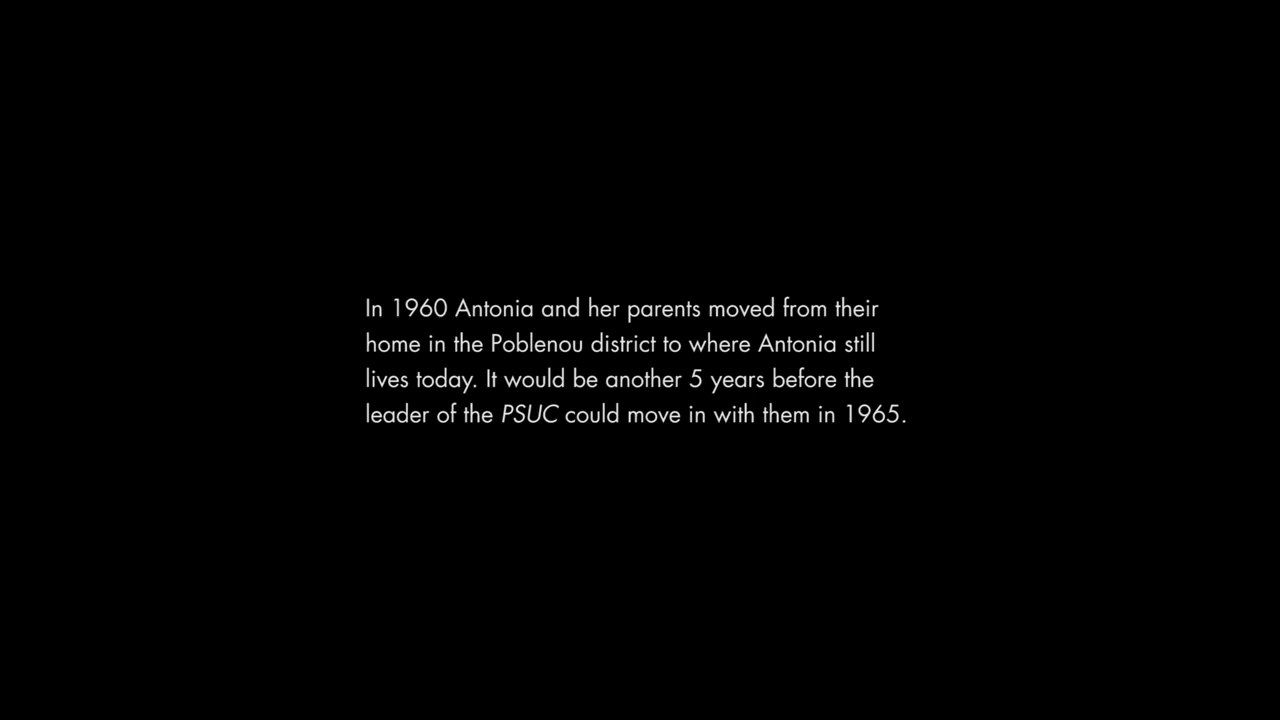 In 1960 Antonia and her parents moved from their
home in the Poblenou district to where Antonia still
lives today. It would be another 5 years before the
leader of the PSUC could move in with them in 1965.